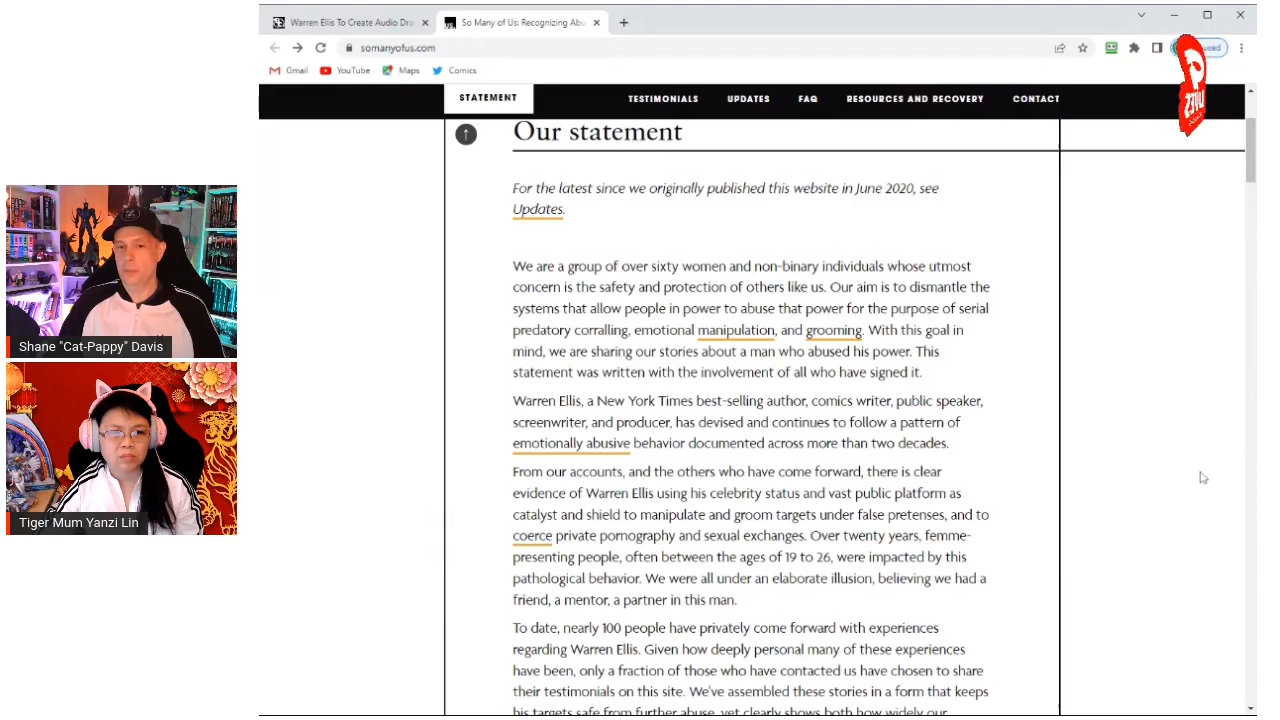 Warren Ellis To Create Audio Dra
So Many of Us: Recognizing Abu
somanyofus.com
Gmail
YouTube
Maps
Comics
STATEMENT
TESTIMONIALS
UPDATES
FAQ
RESOURCES AND RECOVERY
CONTACT
Our statement
For the latest since we originally published this website in June 2020, see
Updates.
We are a group of over sixty women and non-binary individuals whose utmost
concern is the safety and protection of others like us. Our aim is to dismantle the
systems that allow people in power to abuse that power for the purpose of serial
predatory corralling, emotional manipulation, and grooming. With this goal in
mind, we are sharing our stories about a man who abused his power. This
statement was written with the involvement of all who have signed it.
Warren Ellis, a New York Times best-selling author, comics writer, public speaker,
screenwriter, and producer, has devised and continues to follow a pattern of
emotionally abusive behavior documented across more than two decades.
From our accounts, and the others who have come forward, there is clear
evidence of Warren Ellis using his celebrity status and vast public platform as
catalyst and shield to manipulate and groom targets under false pretenses, and to
coerce private pornography and sexual exchanges. Over twenty years, femme-
presenting people, often between the ages of 19 to 26, were impacted by this
pathological behavior. We were all under an elaborate illusion, believing we had a
friend, a mentor, a partner in this man.
To date, nearly 100 people have privately come forward with experiences
regarding Warren Ellis. Given how deeply personal many of these experiences
have been, only a fraction of those who have contacted us have chosen to share
their testimonials on this site. We've assembled these stories in a form that keeps
his targets safe from further abuse, yet clearly shows both how widely our
Shane "Cat-Pappy" Davis
Tiger Mum Yanzi Lin